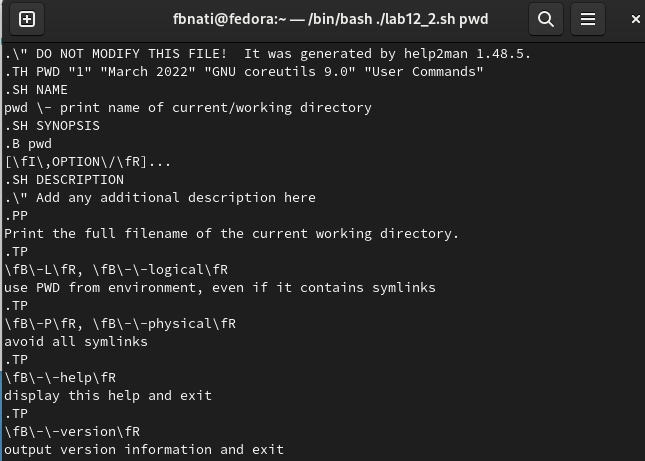 fbnati@fedora:~ — /bin/bash ./lab12_2.sh pwd
.\" DO NOT MODIFY THIS FILE!  It was generated by help2man 1.48.5.
.TH PWD "1" "March 2022" "GNU coreutils 9.0" "User Commands"
.SH NAME
pwd \- print name of current/working directory
.SH SYNOPSIS
.B pwd
[\fI\,OPTION\/\fR]...
.SH DESCRIPTION
.\" Add any additional description here
.PP
Print the full filename of the current working directory.
.TP
\fB\-L\fR, \fB\-\-logical\fR
use PWD from environment, even if it contains symlinks
.TP
\fB\-P\fR, \fB\-\-physical\fR
avoid all symlinks
.TP
\fB\-\-help\fR
display this help and exit
.TP
\fB\-\-version\fR
output version information and exit